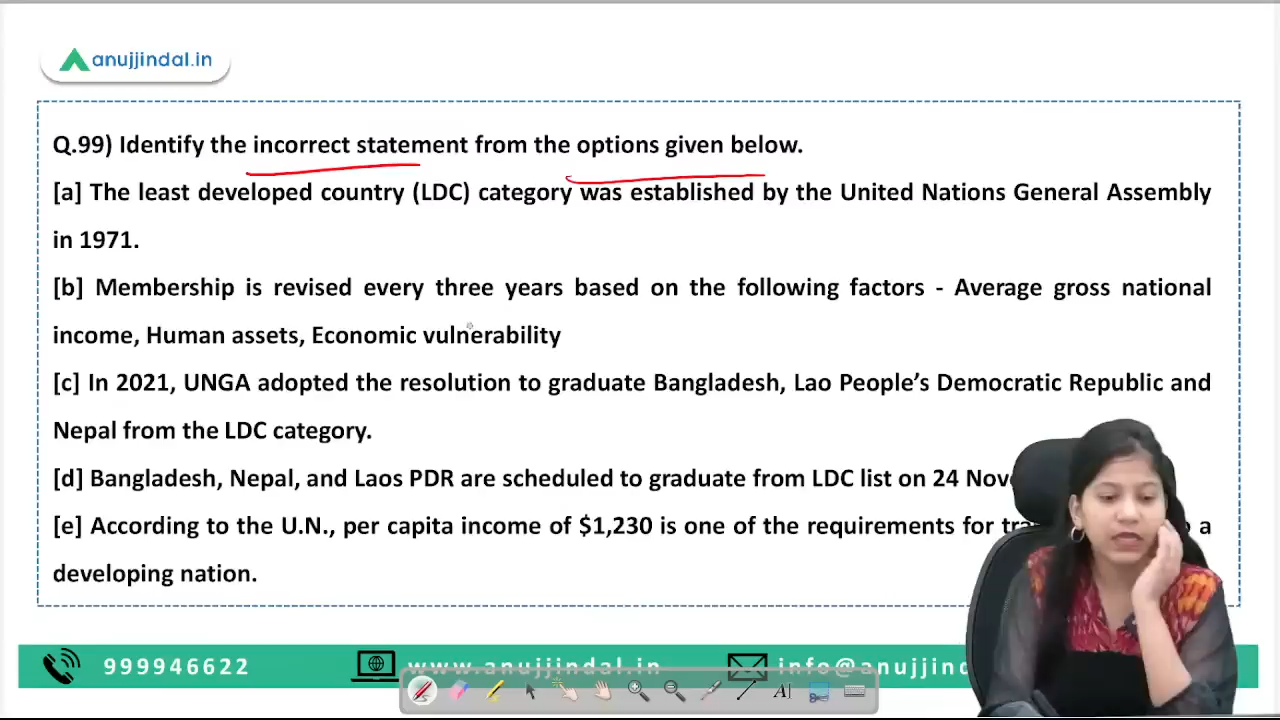 anujjindal.in
Q.99) Identify the incorrect statement from the options given below.
[a] The least developed country (LDC) category was established by the United Nations General Assembly
in 1971.
[b] Membership is revised every three years based on the following factors - Average gross national
income, Human assets, Economic vulnerability
[c] In 2021, UNGA adopted the resolution to graduate Bangladesh, Lao People's Democratic Republic and
Nepal from the LDC category.
[d] Bangladesh, Nepal, and Laos PDR are scheduled to graduate from LDC list on 24
[e] According to the U.N., per capita income of $1,230 is one of the requirements for a
developing nation.
999946622 www.anujjindal.in